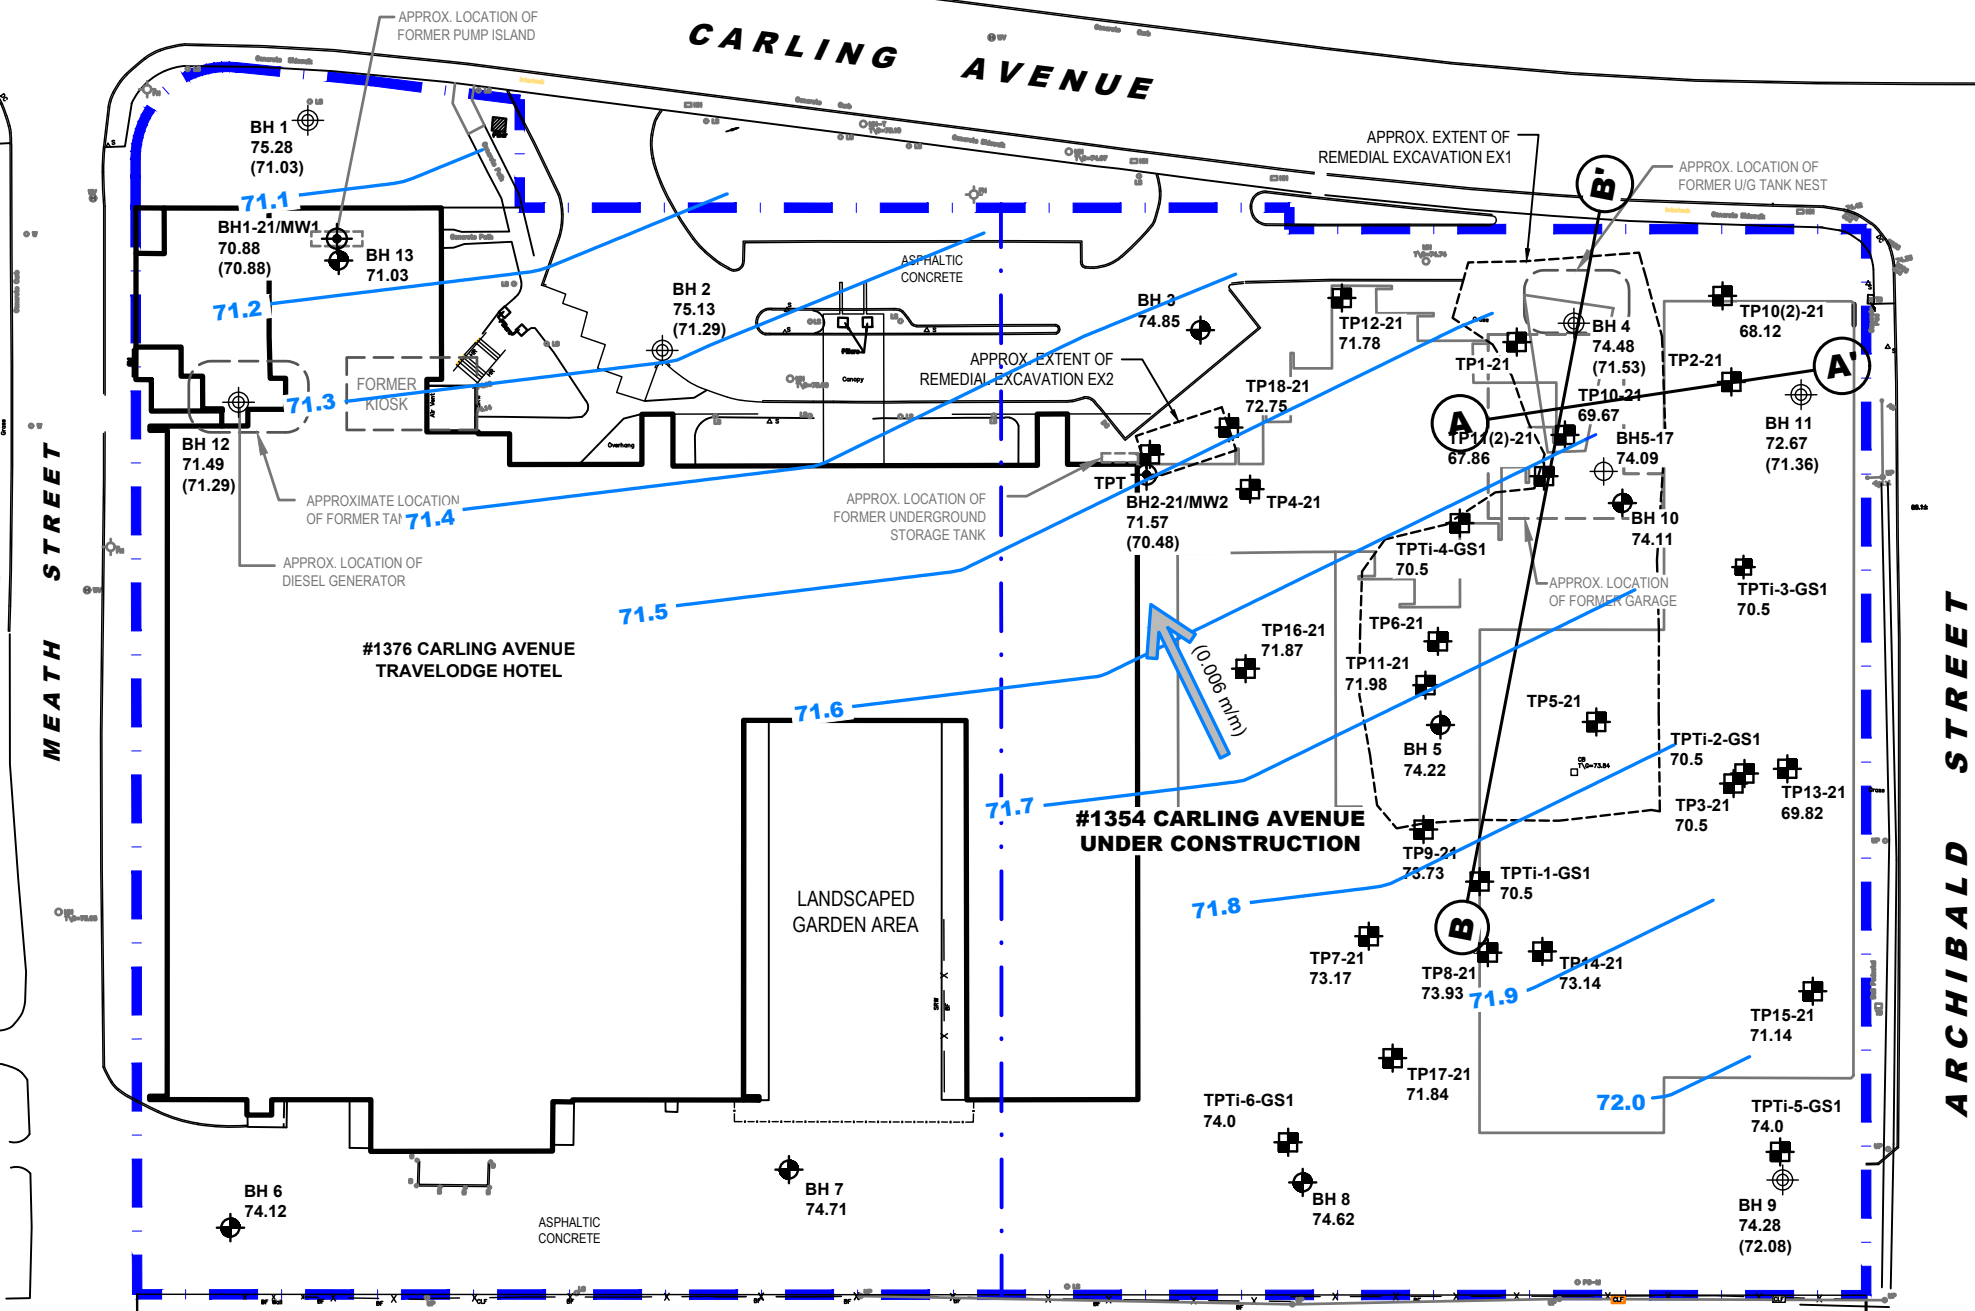 APPROX. LOCATION OF
FORMER PUMP ISLAND
CARLING AVENUE
BH 1
75.28
(71.03)
71.1
BH1-21/MW1
70.88
(70.88)
BH 13
71.03
71.2
BH 2
75.13
(71.29)
ASPHALTIC
CONCRETE
BH 3
74.85
APPROX. EXTENT OF
REMEDIAL EXCAVATION EX1
B'
APPROX. LOCATION OF
FORMER U/G TANK NEST
TP12-21
71.78
BH 4
74.48
(71.53)
TP10(2)-21
68.12
TP1-21
TP2-21
A'
APPROX. EXTENT OF
REMEDIAL EXCAVATION EX2
TP18-21
72.75
TP10-21
69.67
A
TP11(2)-21
67.86
BH5-17
74.09
BH 11
72.67
(71.36)
FORMER
KIOSK
71.3
Canopy
Overhang
BH 12
71.49
(71.29)
APPROXIMATE LOCATION
OF FORMER TAN
71.4
APPROX. LOCATION OF
DIESEL GENERATOR
APPROX. LOCATION OF
FORMER UNDERGROUND
STORAGE TANK
TPT
BH2-21/MW2
71.57
(70.48)
TP4-21
TPTi-4-GS1
70.5
BH 10
74.11
APPROX. LOCATION
OF FORMER GARAGE
TPTi-3-GS1
70.5
71.5
MEATH STREET
#1376 CARLING AVENUE
TRAVELODGE HOTEL
TP16-21
71.87
(0.006 m/m)
TP6-21
TP11-21
71.98
TP5-21
BH 5
74.22
71.6
TPTi-2-GS1
70.5
TP3-21
70.5
TP13-21
69.82
ARCHIBALD STREET
71.7
#1354 CARLING AVENUE
UNDER CONSTRUCTION
TP9-21
73.73
TPTi-1-GS1
70.5
71.8
LANDSCAPED
GARDEN AREA
B
TP7-21
73.17
TP8-21
73.93
TP14-21
73.14
71.9
TP15-21
71.14
TP17-21
71.84
72.0
TPTi-6-GS1
74.0
TPTi-5-GS1
74.0
BH 6
74.12
BH 7
74.71
BH 8
74.62
BH 9
74.28
(72.08)
ASPHALTIC
CONCRETE